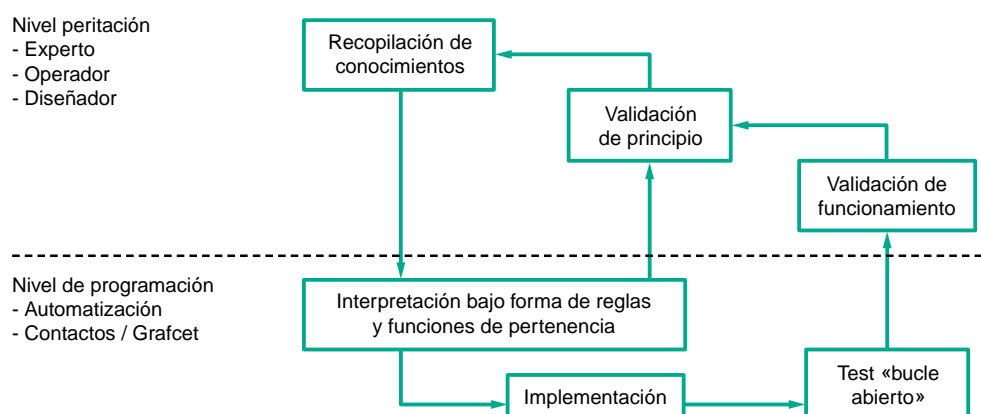 Nivel peritación
- Experto
- Operador
- Diseñador
Recopilación de
conocimientos
Validación
de principio
Validación de
funcionamiento
Nivel de programación
- Automatización
- Contactos / Grafcet
Interpretación bajo forma de reglas
y funciones de pertenencia
Implementación
Test «bucle
abierto»